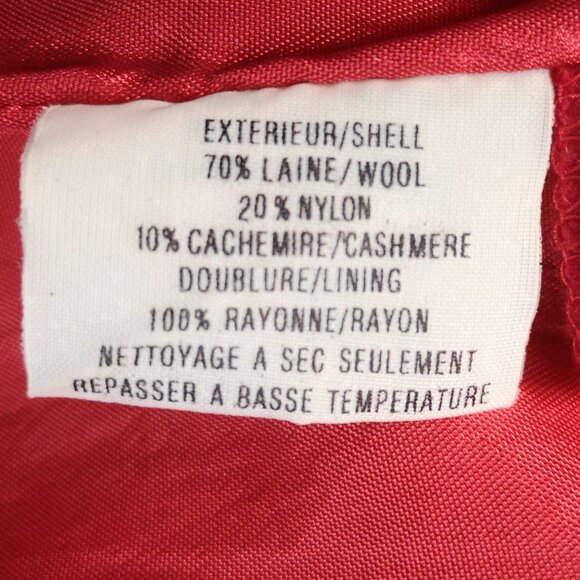 EXTERIEUR/SHELL
70% LAINE/WOOL
20% NYLON
10% CACHEMIRE/CASHMERE
DOUBLURE/LINING
100% RAYONNE/RAYON
NETTOYAGE A SEC SEULEMENT
REPASSER A BASSE TEMPERATURE